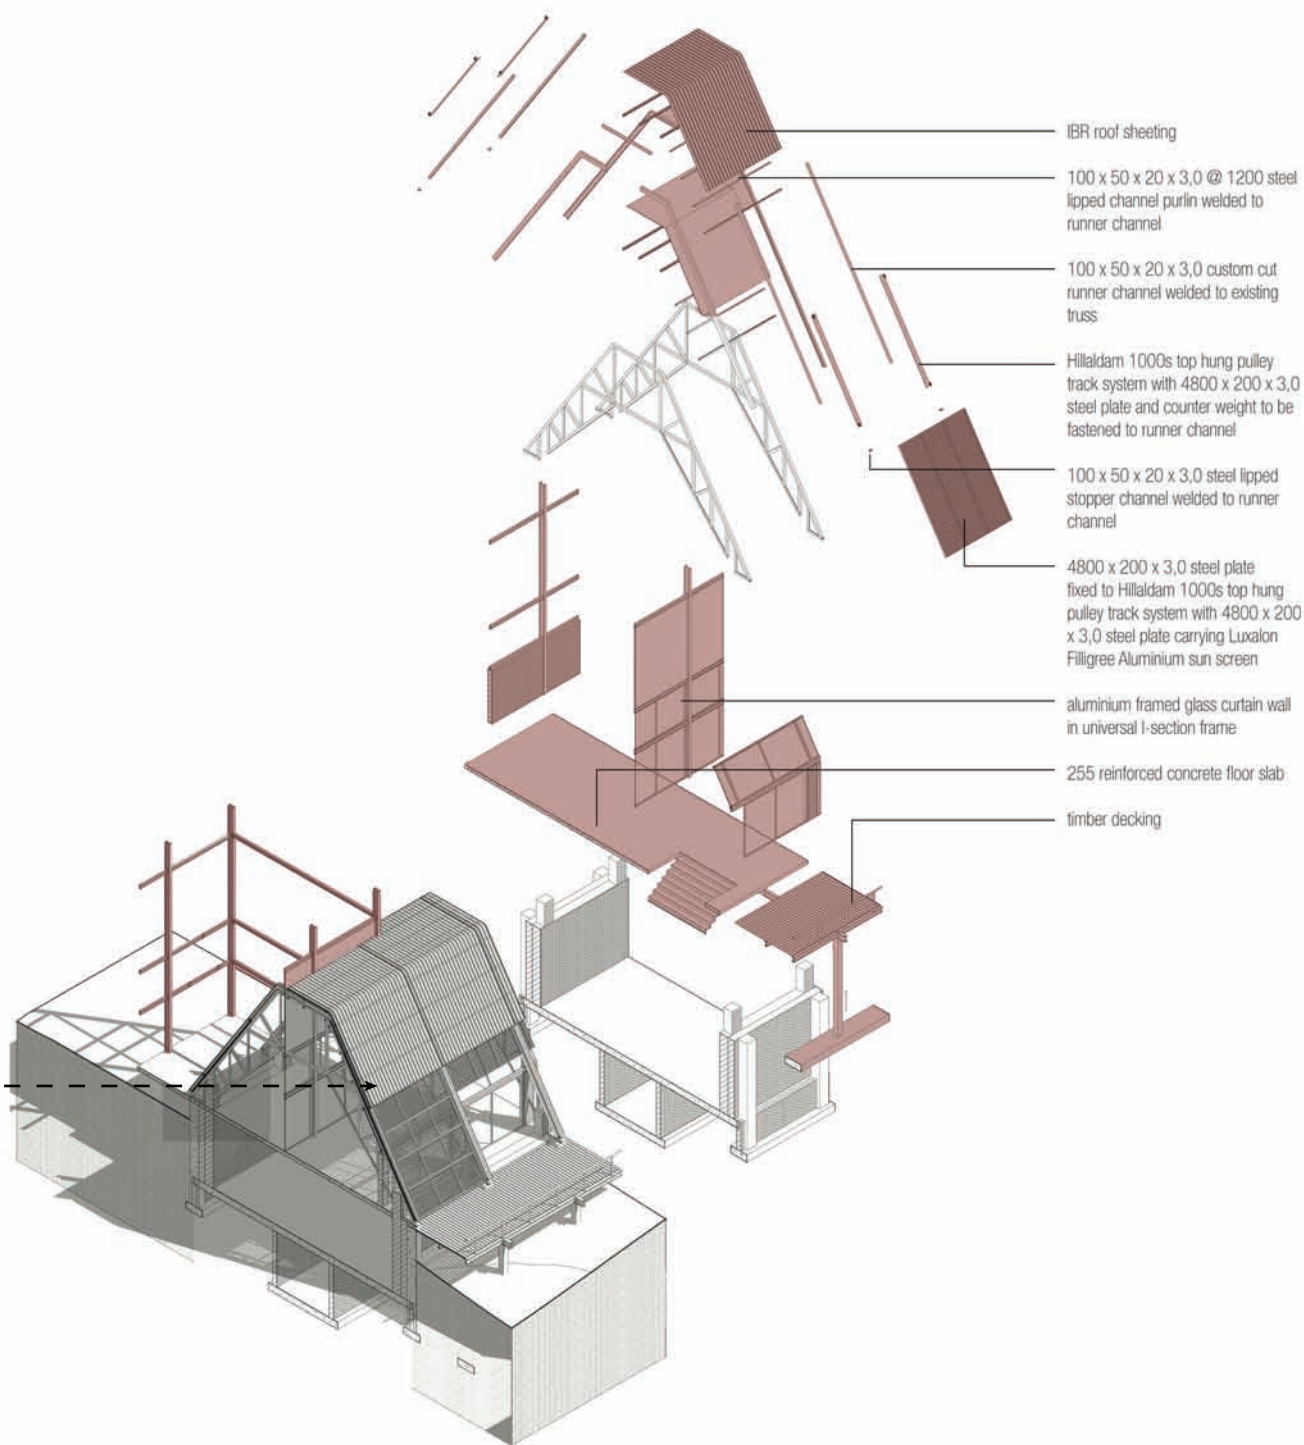 IBR roof sheeting
100 x 50 x 20 x 3,0 @ 1200 steel
lipped channel purlin welded to
runner channel
100 x 50 x 20 x 3,0 custom cut
runner channel welded to existing
truss
Hillaldam 1000s top hung pulley
track system with 4800 x 200 x 3,0
steel plate and counter weight to be
fastened to runner channel
100 x 50 x 20 x 3,0 steel lipped
stopper channel welded to runner
channel
4800 x 200 x 3,0 steel plate
fixed to Hillaldam 1000s top hung
pulley track system with 4800 x 200
x 3,0 steel plate carrying Luxalon
Filligree Aluminium sun screen
aluminium framed glass curtain wall
in universal I-section frame
255 reinforced concrete floor slab
timber decking